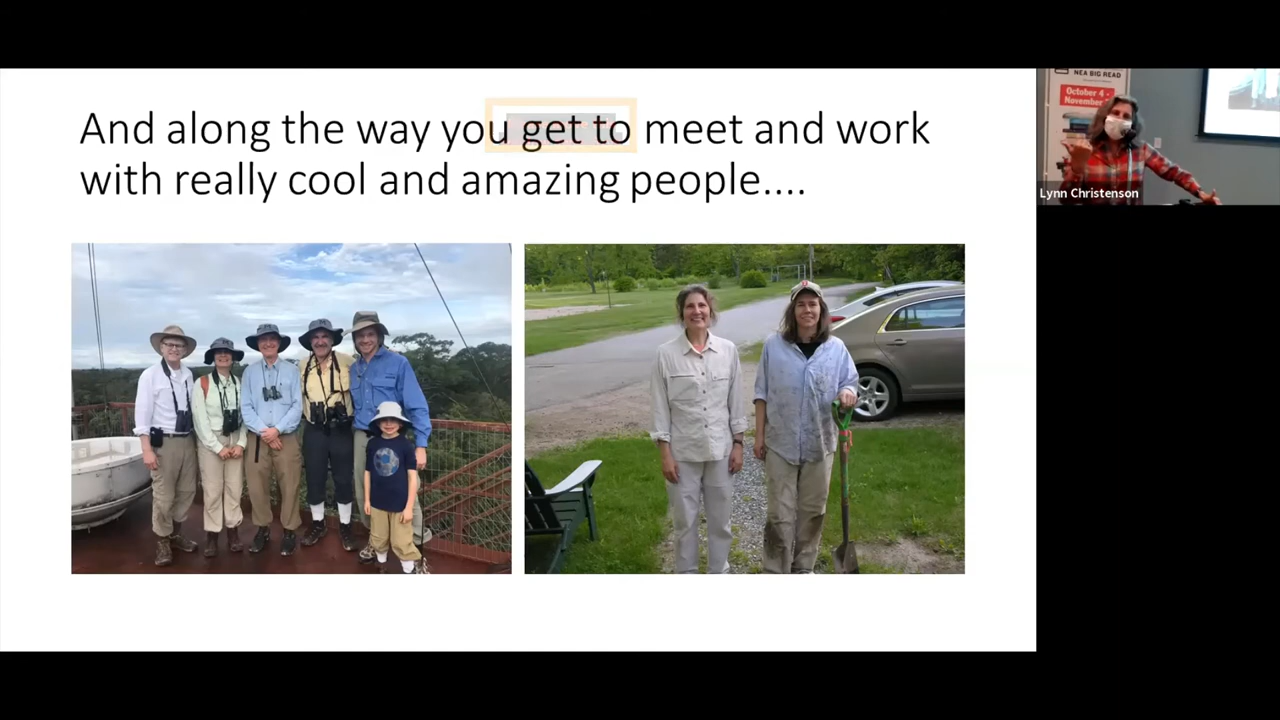 And along the way you get to meet and work
with really cool and amazing people....
NEA BIG READ
October 4 -
November
Lynn Christenson